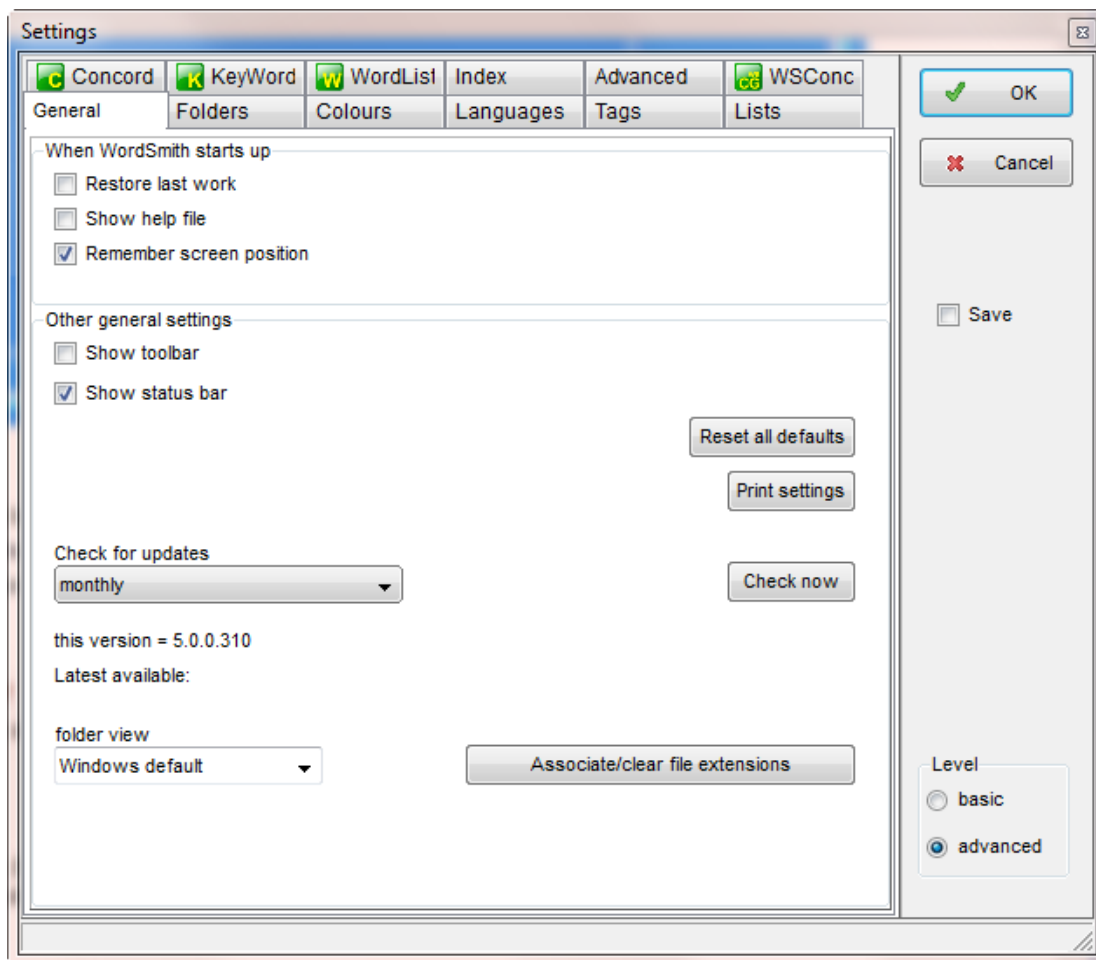 Settings
Concord KeyWord WordList Index Advanced WSConc
General Folders Colours Languages Tags Lists
When WordSmith starts up
Restore last work
Show help file
Remember screen position
Other general settings
Show toolbar
Show status bar
Reset all defaults
Print settings
Check for updates
monthly
Check now
this version = 5.0.0.310
Latest available:
folder view
Windows default
Associate/clear file extensions
OK
Cancel
Save
Level
basic
advanced